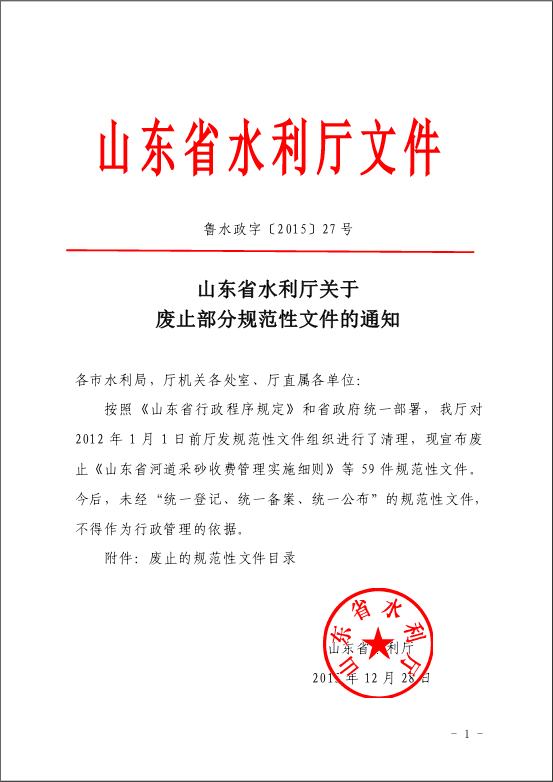 山东省水利厅文件
鲁水政字〔2015〕27号
山东省水利厅关于
废止部分规范性文件的通知
各市水利局，厅机关各处室、厅直属各单位：
按照《山东省行政程序规定》和省政府统一部署，我厅对
2012年1月1日前厅发规范性文件组织进行了清理，现宣布废
止《山东省河道采砂收费管理实施细则》等59件规范性文件。
今后，未经“统一登记、统一备案、统一公布”的规范性文件，
不得作为行政管理的依据。
附件：废止的规范性文件目录
山东省水利厅
山东省水利厅
2015年12月28日
- 1 -